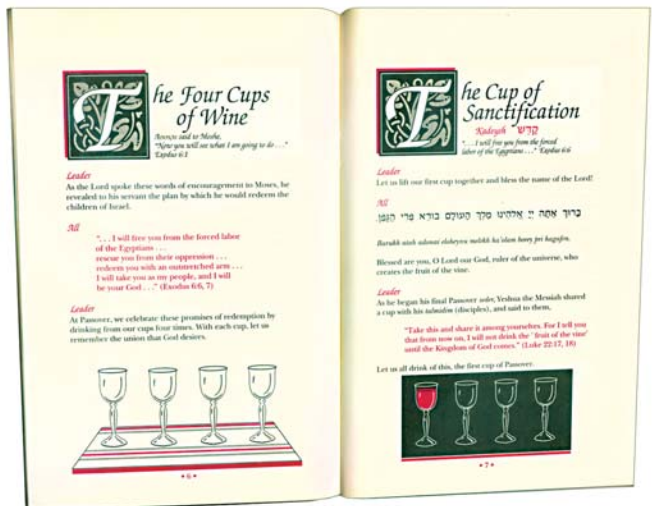 The Four Cups
of Wine
ADONAI said to Moshe,
"Now you will see what I am going to do . . ."
Exodus 6:1
Leader
As the Lord spoke these words of encouragement to Moses, he
revealed to his servant the plan by which he would redeem the
children of Israel.
All
". . . I will free you from the forced labor
of the Egyptians . . .
rescue you from their oppression . . .
redeem you with an outstretched arm . . .
I will take you as my people, and I will
be your God . . ." (Exodus 6:6, 7)
Leader
At Passover, we celebrate these promises of redemption by
drinking from our cups four times. With each cup, let us
remember the union that God desires.
• 6 •
The Cup of
Sanctification
Kadeysh קַדֵּשׁ
". . . I will free you from the forced
labor of the Egyptians . . ." Exodus 6:6
Leader
Let us lift our first cup together and bless the name of the Lord!
All
בָּרוּךְ אַתָּה יְיָ אֱלֹהֵינוּ מֶלֶךְ הָעוֹלָם בּוֹרֵא פְּרִי הַגָּפֶן.
Barukh atah adonai eloheynu melekh ha'olam borey pri hagafen.
Blessed are you, O Lord our God, ruler of the universe, who
creates the fruit of the vine.
Leader
As he began his final Passover seder, Yeshua the Messiah shared
a cup with his talmidim (disciples), and said to them,
"Take this and share it among yourselves. For I tell you
that from now on, I will not drink the 'fruit of the vine'
until the Kingdom of God comes." (Luke 22:17, 18)
Let us all drink of this, the first cup of Passover.
• 7 •